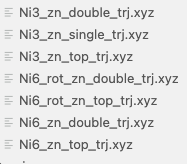 Ni3_zn_double_trj.xyz
Ni3_zn_single_trj.xyz
Ni3_zn_top_trj.xyz
Ni6_rot_zn_double_trj.xyz
Ni6_rot_zn_top_trj.xyz
Ni6_zn_double_trj.xyz
Ni6_zn_top_trj.xyz